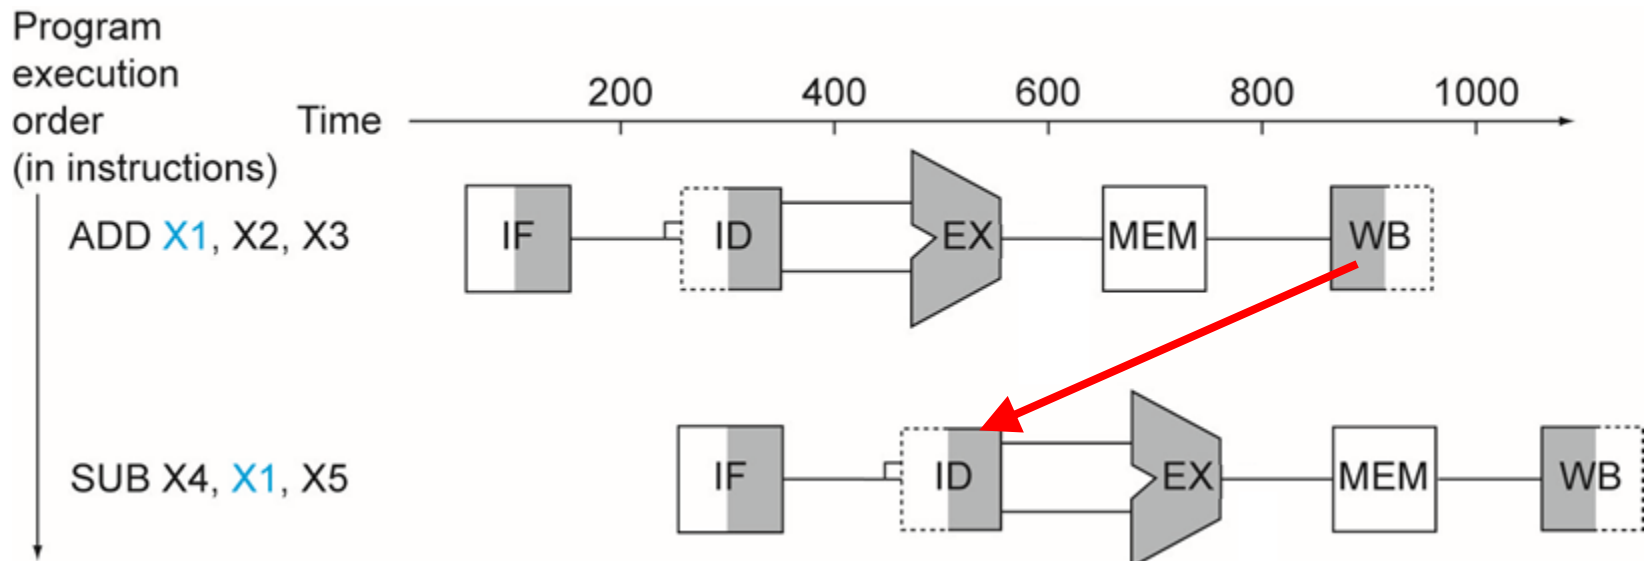 Program
execution
order
(in instructions)
Time
200 400 600 800 1000
ADD X1, X2, X3
IF ID EX MEM WB
SUB X4, X1, X5
IF ID EX MEM WB